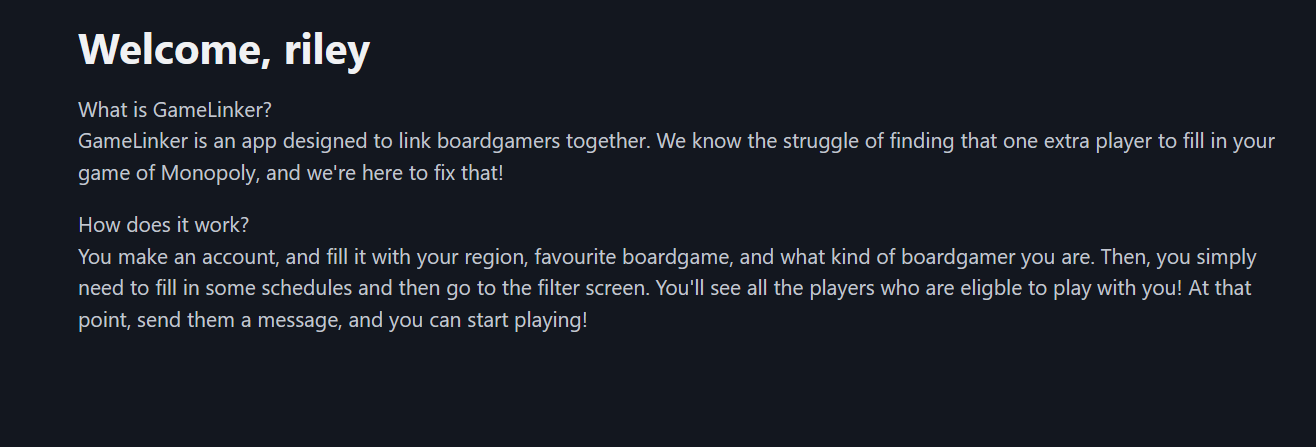 Welcome, riley
What is GameLinker?
GameLinker is an app designed to link boardgamers together. We know the struggle of finding that one extra player to fill in your
game of Monopoly, and we're here to fix that!
How does it work?
You make an account, and fill it with your region, favourite boardgame, and what kind of boardgamer you are. Then, you simply
need to fill in some schedules and then go to the filter screen. You'll see all the players who are eligble to play with you! At that
point, send them a message, and you can start playing!